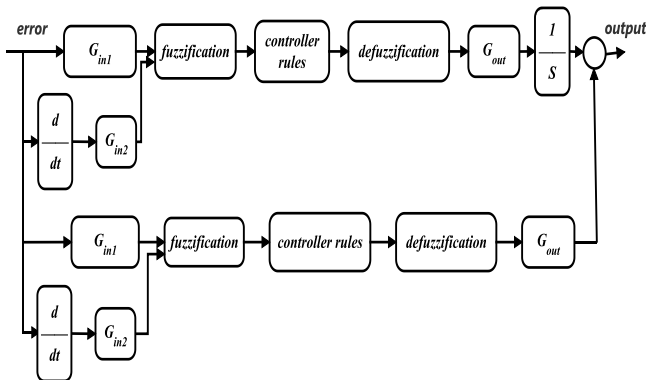 error
output
G_in1
fuzzification
controller
rules
defuzzification
G_out
1
S
d
dt
G_in2
G_in1
fuzzification
controller rules
defuzzification
G_out
d
dt
G_in2